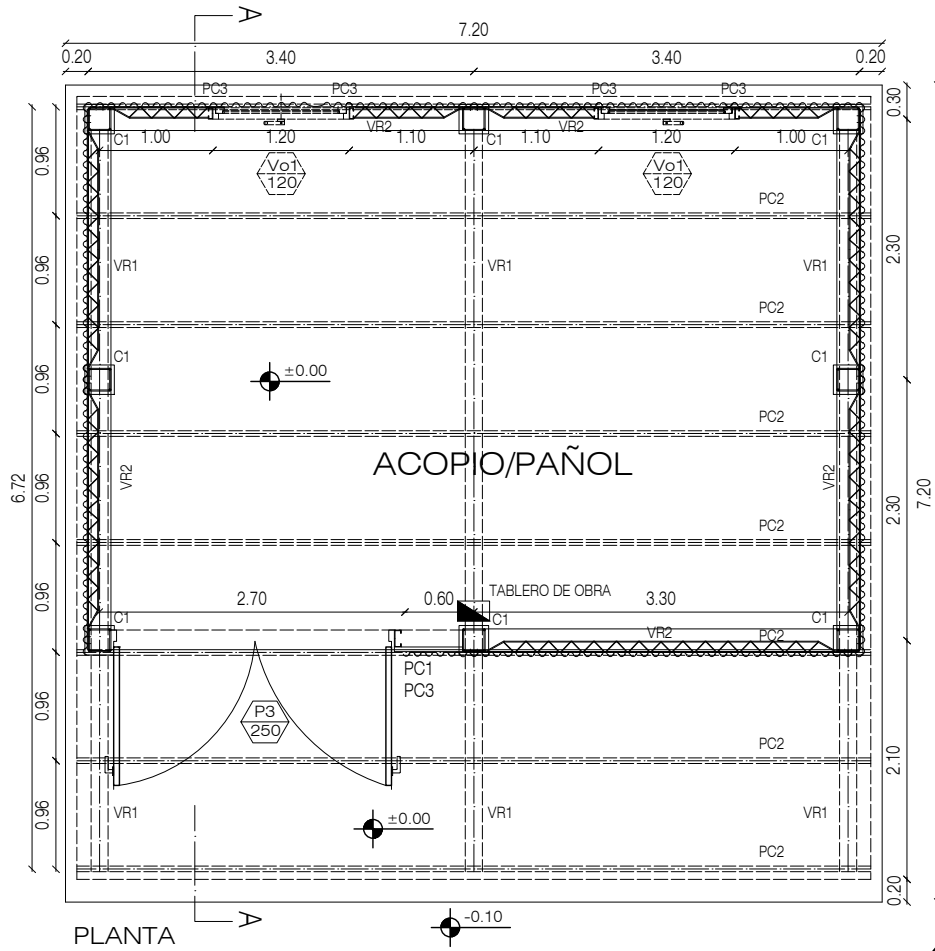 A
7.20
0.20 3.40 3.40 0.20
PC3 PC3 PC3 PC3
0.30
VR2 VR2
C1 C1 C1
1.00 1.20 1.10 1.10 1.20 1.00
0.96
Vo1 Vo1
120 120
PC2
2.30
0.96
VR1 VR1 VR1
PC2
C1 C1
0.96
±0.00
PC2
ACOPIO/PAÑOL
6.72
0.96
VR2 VR2
2.30
7.20
PC2
0.96
2.70 0.60 TABLERO DE OBRA 3.30
C1 C1 C1
VR2 PC2
PC1
PC3
P3
250
0.96
PC2
2.10
0.96
VR1 VR1 VR1
±0.00
PC2
0.20
A
-0.10
PLANTA